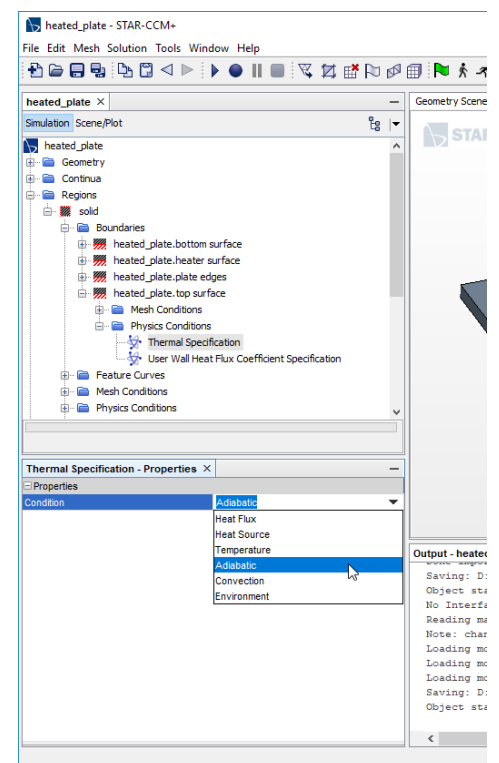 heated_plate - STAR-CCM+
File Edit Mesh Solution Tools Window Help
heated_plate
Simulation Scene/Plot
heated_plate
Geometry
Continua
Regions
solid
Boundaries
heated_plate.bottom surface
heated_plate.heater surface
heated_plate.plate edges
heated_plate.top surface
Mesh Conditions
Physics Conditions
Thermal Specification
User Wall Heat Flux Coefficient Specification
Feature Curves
Mesh Conditions
Physics Conditions
Thermal Specification - Properties
Properties
Condition Adiabatic
Heat Flux
Heat Source
Temperature
Adiabatic
Convection
Environment
Geometry Scene
STAR
Output - heated
Saving: D:
Object sta
No Interfa
Reading ma
Note: char
Loading mo
Loading mo
Loading mo
Saving: D:
Object sta